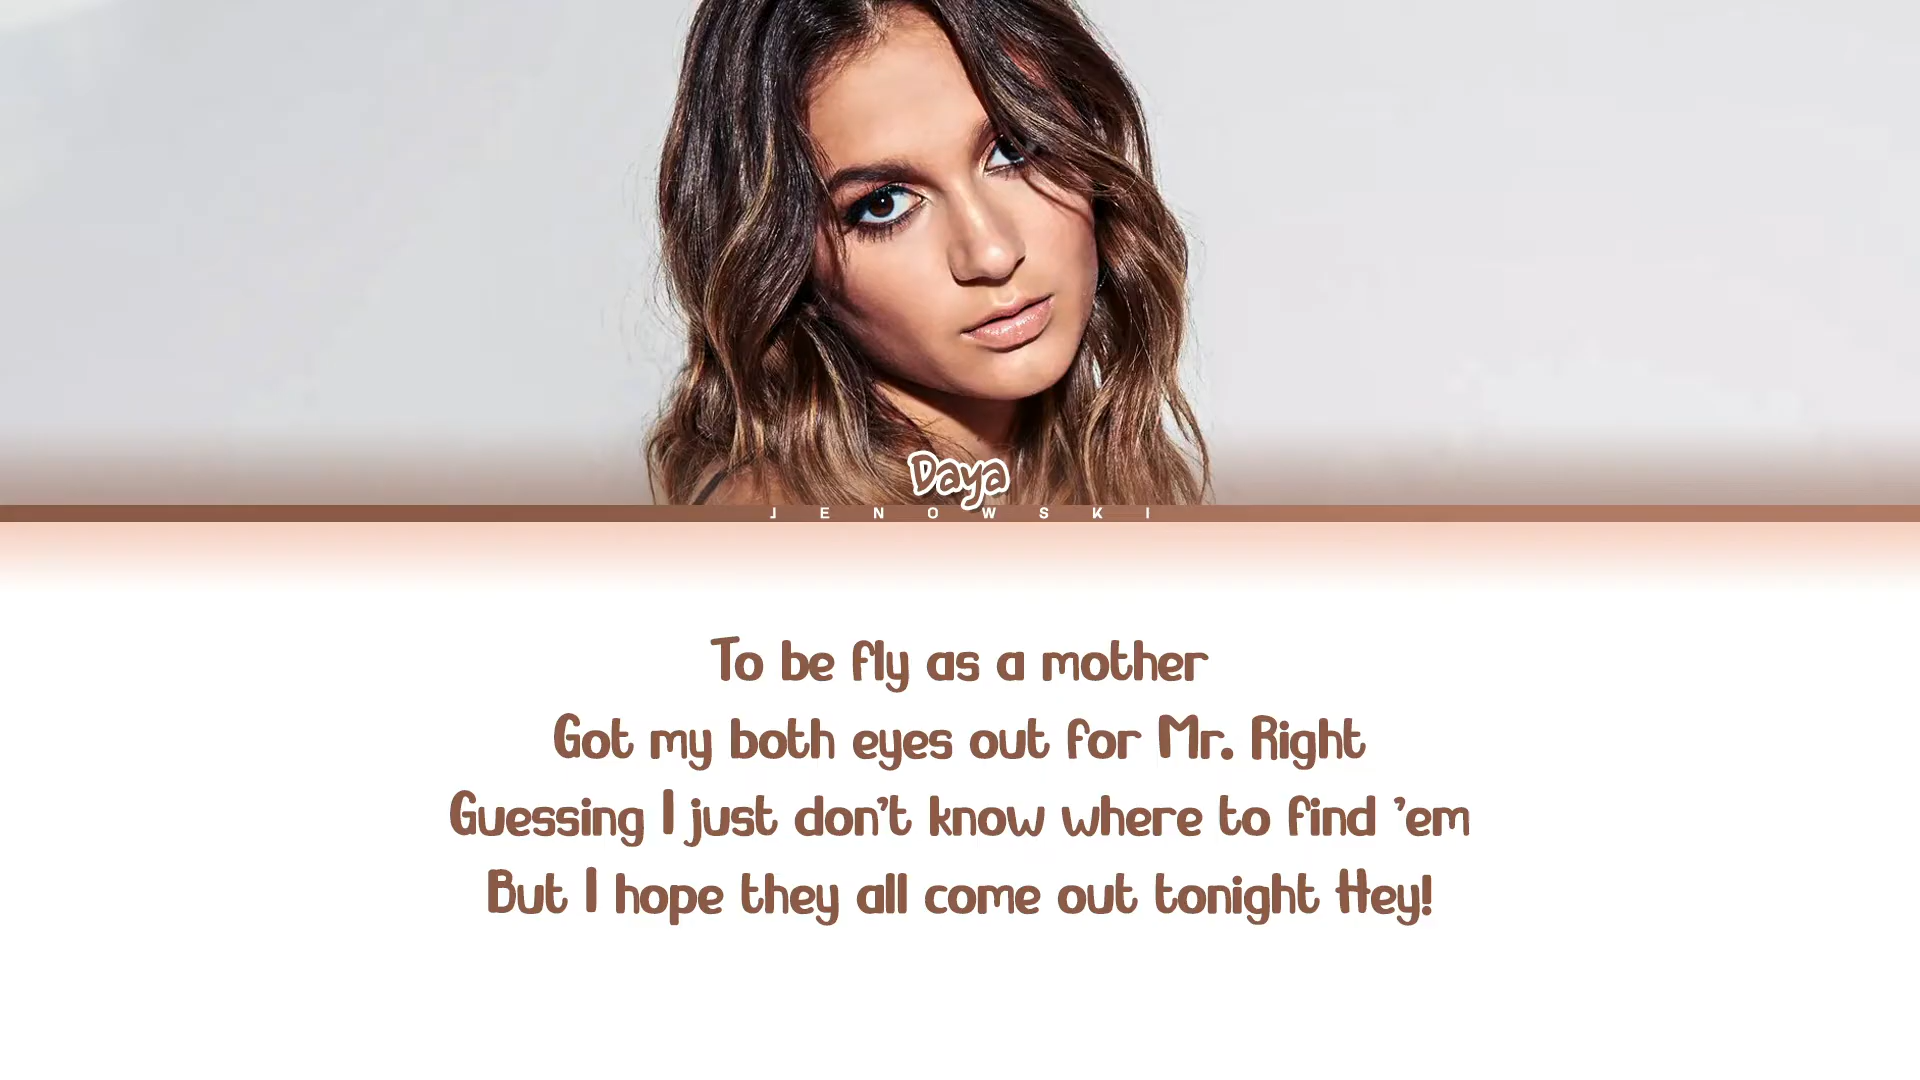 Daya
JENOWSKI
To be fly as a mother
Got my both eyes out for Mr. Right
Guessing I just don't know where to find 'em
But I hope they all come out tonight Hey!